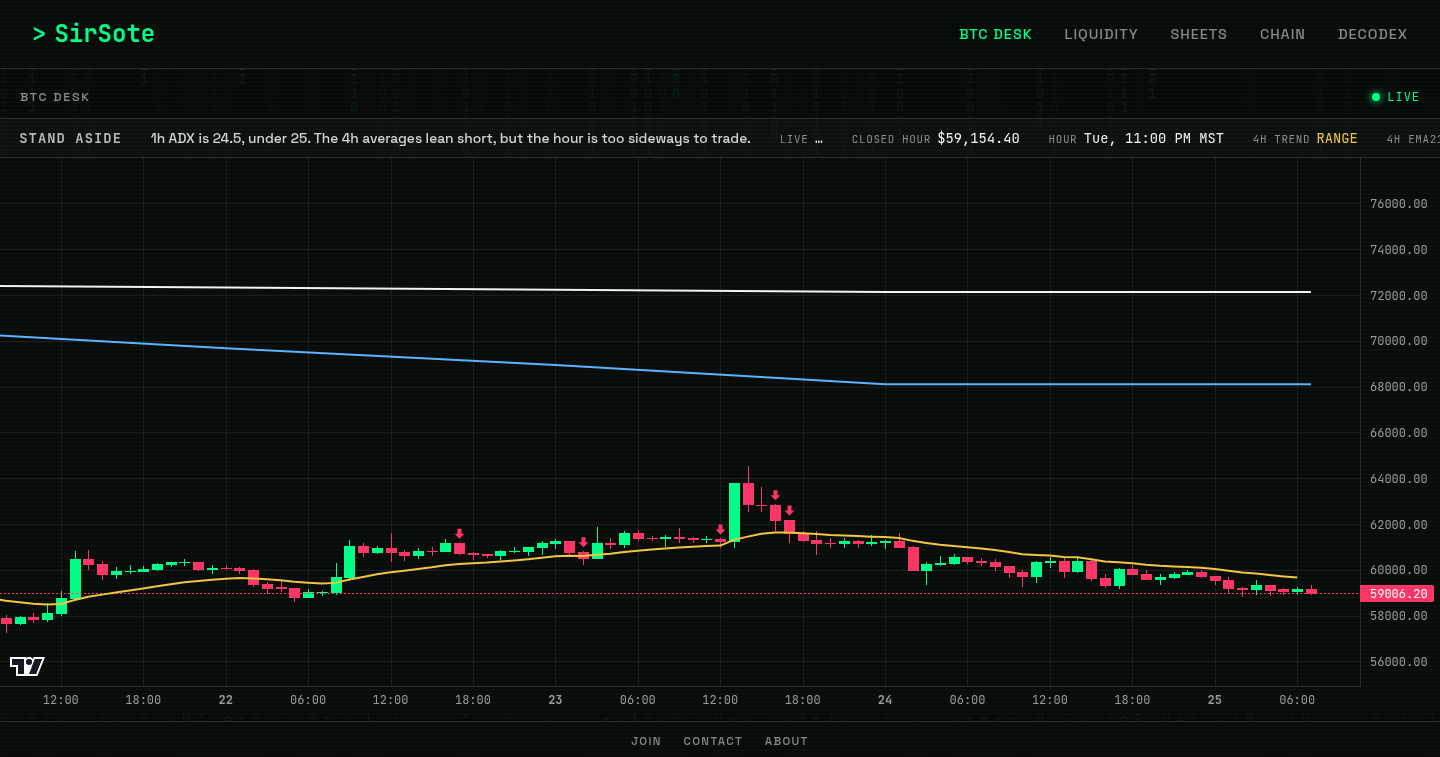 > SirSote
BTC DESK LIQUIDITY SHEETS CHAIN DECODEX
BTC DESK
LIVE
STAND ASIDE 1h ADX is 24.5, under 25. The 4h averages lean short, but the hour is too sideways to trade. LIVE … CLOSED HOUR $59,154.40 HOUR Tue, 11:00 PM MST 4H TREND RANGE 4H EMA21
76000.00
74000.00
72000.00
70000.00
68000.00
66000.00
64000.00
62000.00
60000.00
59006.20
58000.00
56000.00
12:00 18:00 22 06:00 12:00 18:00 23 06:00 12:00 18:00 24 06:00 12:00 18:00 25 06:00
JOIN CONTACT ABOUT